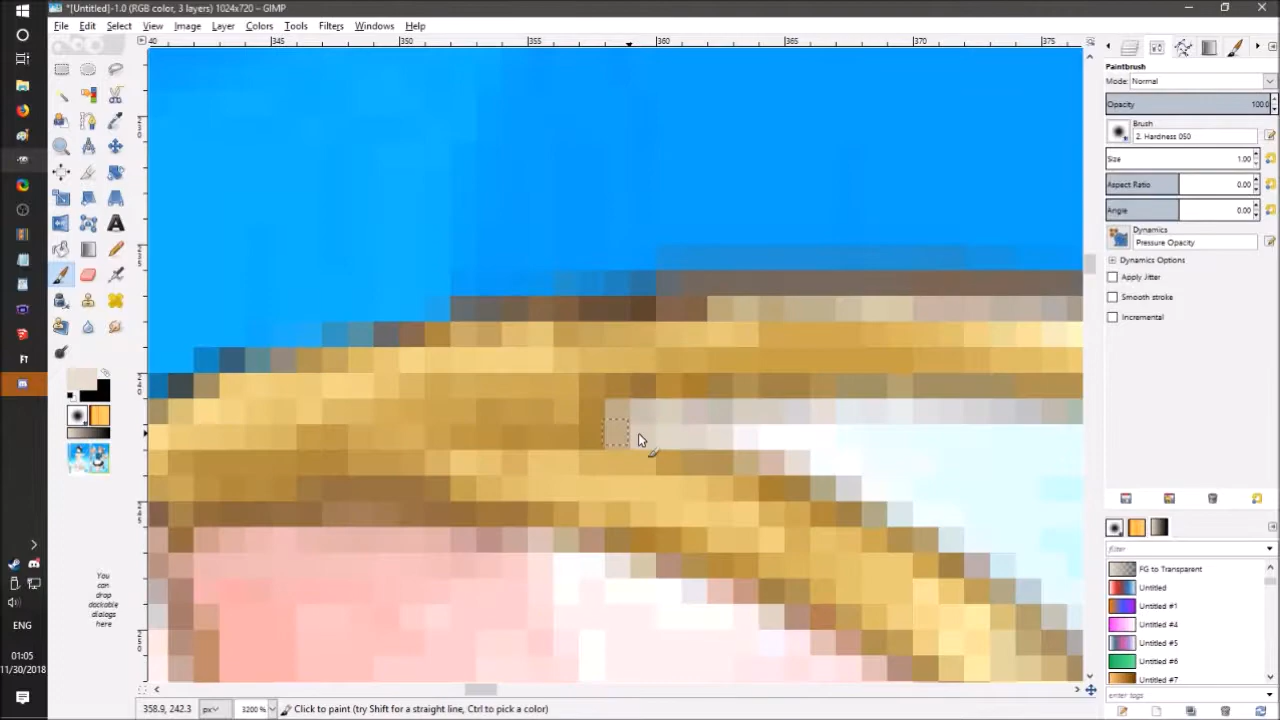 *[Untitled]-1.0 (RGB color, 3 layers) 1024x720 – GIMP
File Edit Select View Image Layer Colors Tools Filters Windows Help
40 345 350 355 360 365 370 375
Paintbrush
Mode: Normal
Opacity 100.0
Brush
2. Hardness 050
Size 1.00
Aspect Ratio 0.00
Angle 0.00
Dynamics
Pressure Opacity
Dynamics Options
Apply Jitter
Smooth stroke
Incremental
filter
FG to Transparent
Untitled
Untitled #1
Untitled #4
Untitled #5
Untitled #6
Untitled #7
enter tags
You
can
drop
dockable
dialogs
here
ENG
01:05
11/30/2018
358.9, 242.3 px 3200 % Click to paint (try Shift for a straight line, Ctrl to pick a color)